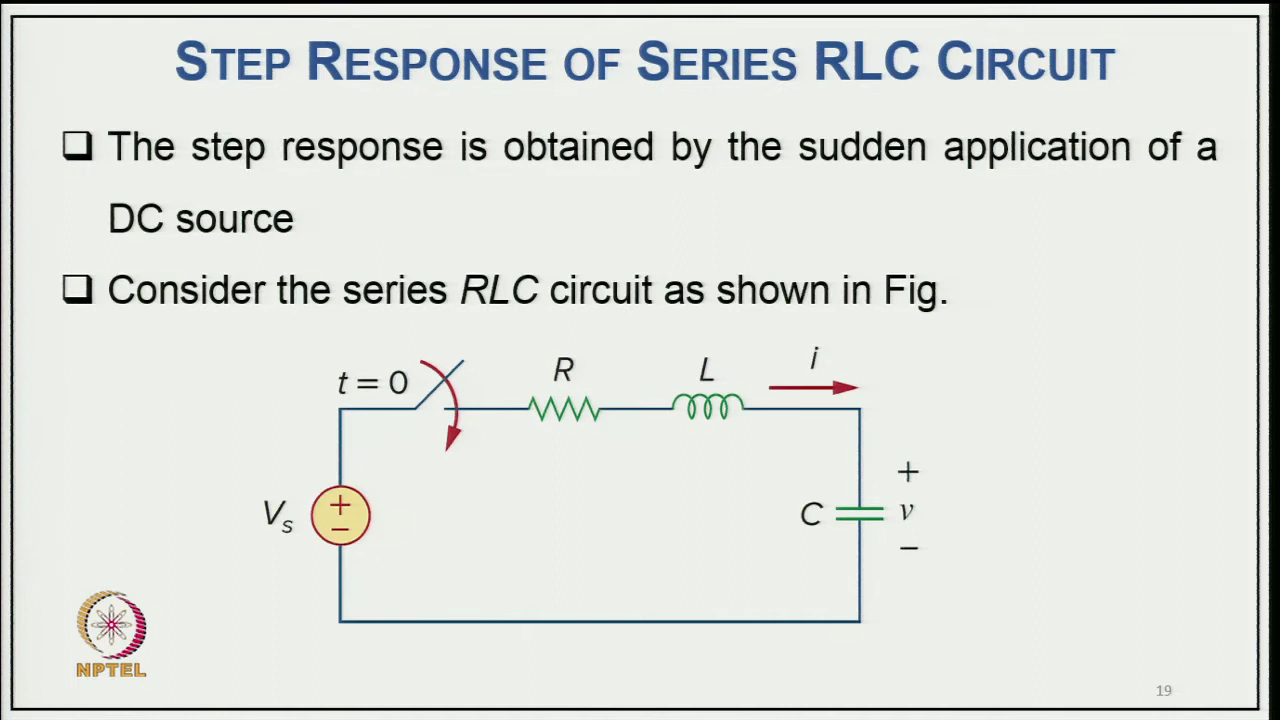 STEP RESPONSE OF SERIES RLC CIRCUIT
❑ The step response is obtained by the sudden application of a
DC source
❑ Consider the series RLC circuit as shown in Fig.
t = 0
R
L
i
Vs
+
−
C
+
v
−
NPTEL
19